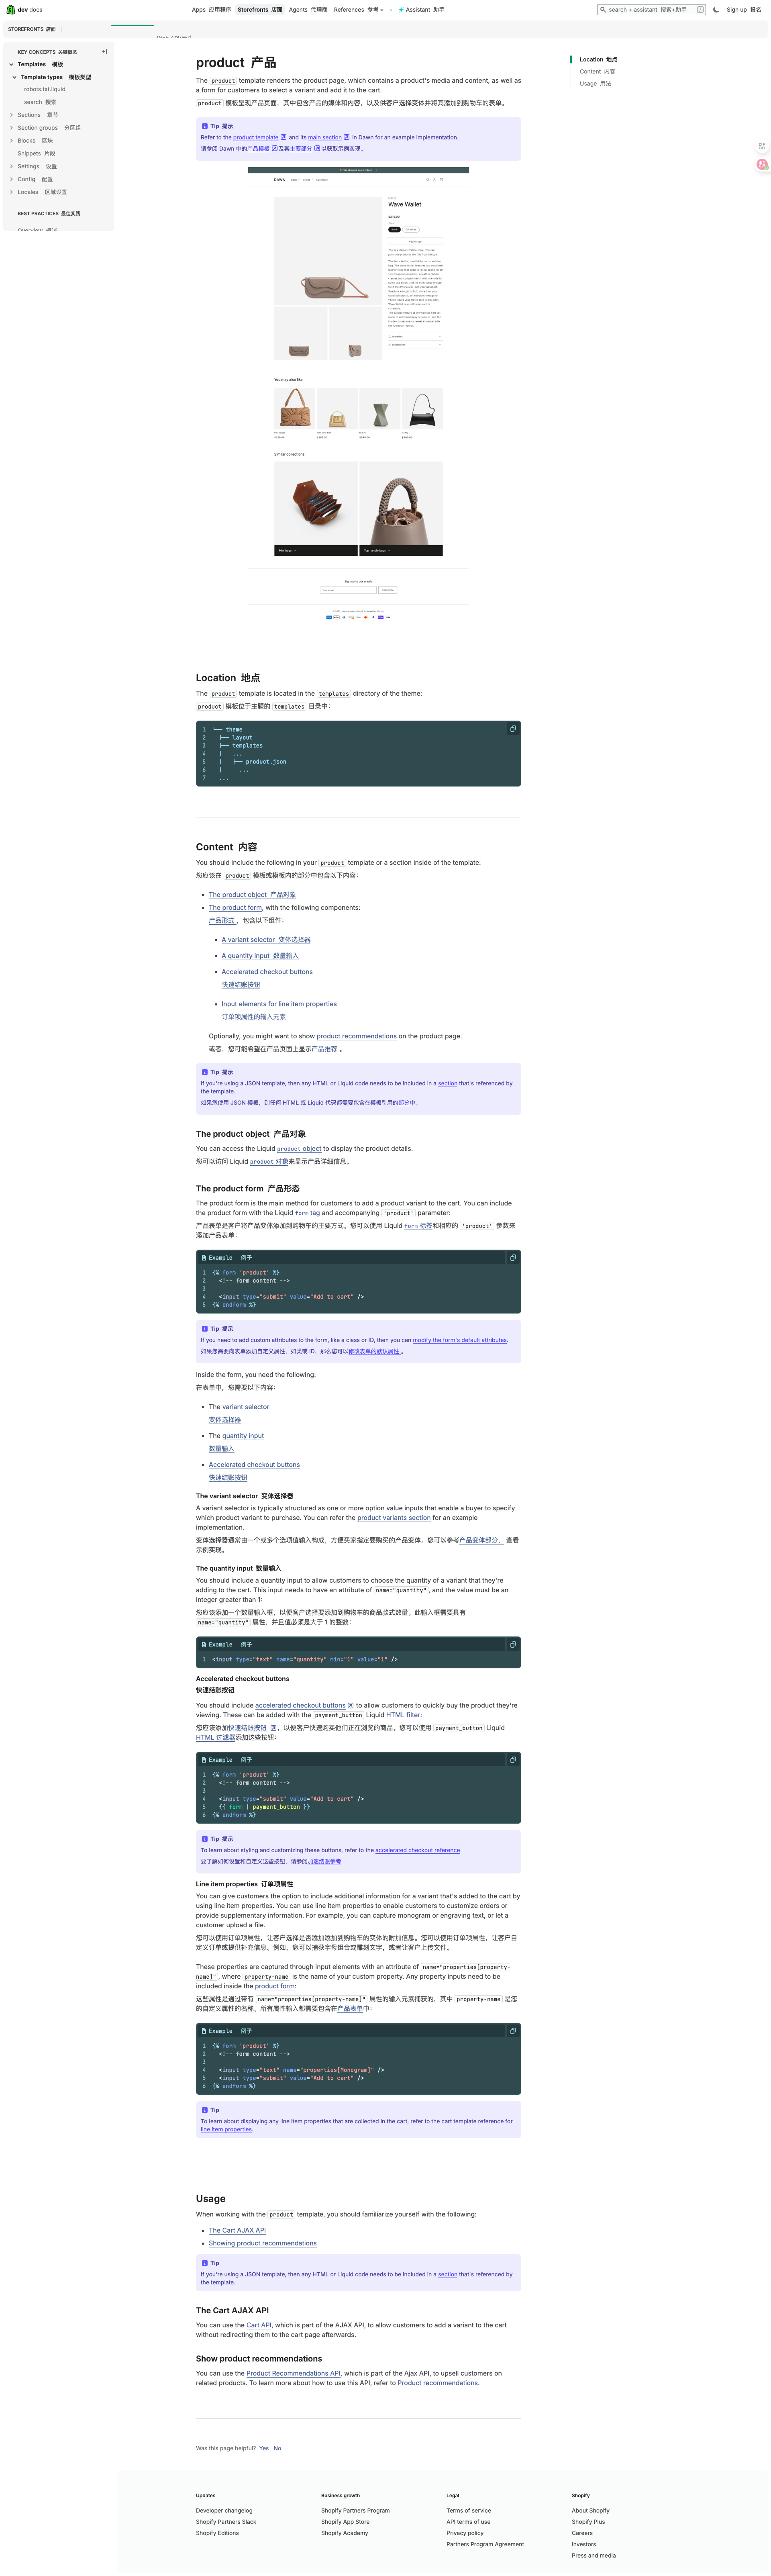 dev docs
Apps 应用程序
Storefronts 店面
Agents 代理商
References 参考
Assistant 助手
search + assistant 搜索+助手
/
Sign up 报名
STOREFRONTS 店面
KEY CONCEPTS 关键概念
Templates 模板
Template types 模板类型
robots.txt.liquid
search 搜索
Sections 章节
Section groups 分区组
Blocks 区块
Snippets 片段
Settings 设置
Config 配置
Locales 区域设置
BEST PRACTICES 最佳实践
Overview 概述
Location 地点
Content 内容
Usage 用法
product 产品
The product template renders the product page, which contains a product's media and content, as well as
a form for customers to select a variant and add it to the cart.
product 模板呈现产品页面，其中包含产品的媒体和内容，以及供客户选择变体并将其添加到购物车的表单。
Tip 提示
Refer to the product template and its main section in Dawn for an example implementation.
请参阅 Dawn 中的产品模板 及其主要部分 以获取示例实现。
DAWN
Wave Wallet
Add to cart
You may also like
Similar collections
Mini bags →
Top handle bags →
Location 地点
The product template is located in the templates directory of the theme:
product 模板位于主题的 templates 目录中：
1 └── theme
2 ├── layout
3 ├── templates
4 | ...
5 | ├── product.json
6 | ...
7 ...
Content 内容
You should include the following in your product template or a section inside of the template:
您应该在 product 模板或模板内的部分中包含以下内容：
• The product object 产品对象
• The product form, with the following components:
产品形式 ，包含以下组件：
• A variant selector 变体选择器
• A quantity input 数量输入
• Accelerated checkout buttons
快速结账按钮
• Input elements for line item properties
订单项属性的输入元素
Optionally, you might want to show product recommendations on the product page.
或者，您可能希望在产品页面上显示产品推荐 。
Tip 提示
If you're using a JSON template, then any HTML or Liquid code needs to be included in a section that's referenced by
the template.
如果您使用 JSON 模板，则任何 HTML 或 Liquid 代码都需要包含在模板引用的部分中。
The product object 产品对象
You can access the Liquid product object to display the product details.
您可以访问 Liquid product 对象来显示产品详细信息。
The product form 产品形态
The product form is the main method for customers to add a product variant to the cart. You can include
the product form with the Liquid form tag and accompanying 'product' parameter:
产品表单是客户将产品变体添加到购物车的主要方式。您可以使用 Liquid form 标签和相应的 'product' 参数来
添加产品表单：
Example 例子
1 {% form 'product' %}
2 <!-- form content -->
3
4 <input type="submit" value="Add to cart" />
5 {% endform %}
Tip 提示
If you need to add custom attributes to the form, like a class or ID, then you can modify the form's default attributes.
如果您需要向表单添加自定义属性，如类或 ID，那么您可以修改表单的默认属性 。
Inside the form, you need the following:
在表单中，您需要以下内容：
• The variant selector
变体选择器
• The quantity input
数量输入
• Accelerated checkout buttons
快速结账按钮
The variant selector 变体选择器
A variant selector is typically structured as one or more option value inputs that enable a buyer to specify
which product variant to purchase. You can refer the product variants section for an example
implementation.
变体选择器通常由一个或多个选项值输入构成，方便买家指定要购买的产品变体。您可以参考产品变体部分， 查看
示例实现。
The quantity input 数量输入
You should include a quantity input to allow customers to choose the quantity of a variant that they're
adding to the cart. This input needs to have an attribute of name="quantity", and the value must be an
integer greater than 1:
您应该添加一个数量输入框，以便客户选择要添加到购物车的商品款式数量。此输入框需要具有
name="quantity" 属性，并且值必须是大于 1 的整数：
Example 例子
1 <input type="text" name="quantity" min="1" value="1" />
Accelerated checkout buttons
快速结账按钮
You should include accelerated checkout buttons to allow customers to quickly buy the product they're
viewing. These can be added with the payment_button Liquid HTML filter:
您应该添加快速结账按钮 ，以便客户快速购买他们正在浏览的商品。您可以使用 payment_button Liquid
HTML 过滤器添加这些按钮：
Example 例子
1 {% form 'product' %}
2 <!-- form content -->
3
4 <input type="submit" value="Add to cart" />
5 {{ form | payment_button }}
6 {% endform %}
Tip 提示
To learn about styling and customizing these buttons, refer to the accelerated checkout reference
要了解如何设置和自定义这些按钮，请参阅加速结账参考
Line item properties 订单项属性
You can give customers the option to include additional information for a variant that's added to the cart by
using line item properties. You can use line item properties to enable customers to customize orders or
provide supplementary information. For example, you can capture monogram or engraving text, or let a
customer upload a file.
您可以使用订单项属性，让客户选择是否添加添加到购物车的变体的附加信息。您可以使用订单项属性，让客户自
定义订单或提供补充信息。例如，您可以捕获字母组合或雕刻文字，或者让客户上传文件。
These properties are captured through input elements with an attribute of name="properties[property-
name]", where property-name is the name of your custom property. Any property inputs need to be
included inside the product form:
这些属性是通过带有 name="properties[property-name]" 属性的输入元素捕获的，其中 property-name 是您
的自定义属性的名称。所有属性输入都需要包含在产品表单中：
Example 例子
1 {% form 'product' %}
2 <!-- form content -->
3
4 <input type="text" name="properties[Monogram]" />
5 <input type="submit" value="Add to cart" />
6 {% endform %}
Tip
To learn about displaying any line item properties that are collected in the cart, refer to the cart template reference for
line item properties.
Usage
When working with the product template, you should familiarize yourself with the following:
• The Cart AJAX API
• Showing product recommendations
Tip
If you're using a JSON template, then any HTML or Liquid code needs to be included in a section that's referenced by
the template.
The Cart AJAX API
You can use the Cart API, which is part of the AJAX API, to allow customers to add a variant to the cart
without redirecting them to the cart page afterwards.
Show product recommendations
You can use the Product Recommendations API, which is part of the Ajax API, to upsell customers on
related products. To learn more about how to use this API, refer to Product recommendations.
Was this page helpful? Yes No
Updates
Developer changelog
Shopify Partners Slack
Shopify Editions
Business growth
Shopify Partners Program
Shopify App Store
Shopify Academy
Legal
Terms of service
API terms of use
Privacy policy
Partners Program Agreement
Shopify
About Shopify
Shopify Plus
Careers
Investors
Press and media